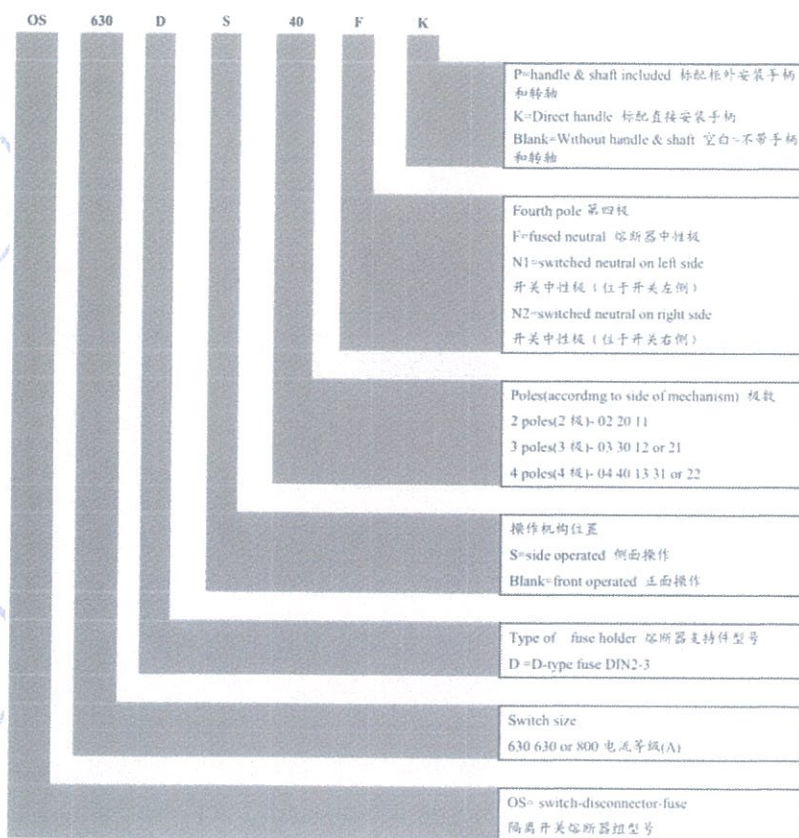 OS 630 D S 40 F K
P=handle & shaft included 标配柜外安装手柄
和转轴
K=Direct handle 标配直接安装手柄
Blank=Without handle & shaft 空白=不带手柄
和转轴
Fourth pole 第四极
F=fused neutral 熔断器中性极
N1=switched neutral on left side
开关中性极（位于开关左侧）
N2=switched neutral on right side
开关中性极（位于开关右侧）
Poles(according to side of mechanism) 极数
2 poles(2 极)- 02 20 11
3 poles(3 极)- 03 30 12 or 21
4 poles(4 极)- 04 40 13 31 or 22
操作机构位置
S=side operated 侧面操作
Blank=front operated 正面操作
Type of fuse holder 熔断器支持件型号
D =D-type fuse DIN2-3
Switch size
630 630 or 800 电流等级(A)
OS= switch-disconnector-fuse
隔离开关熔断器组型号